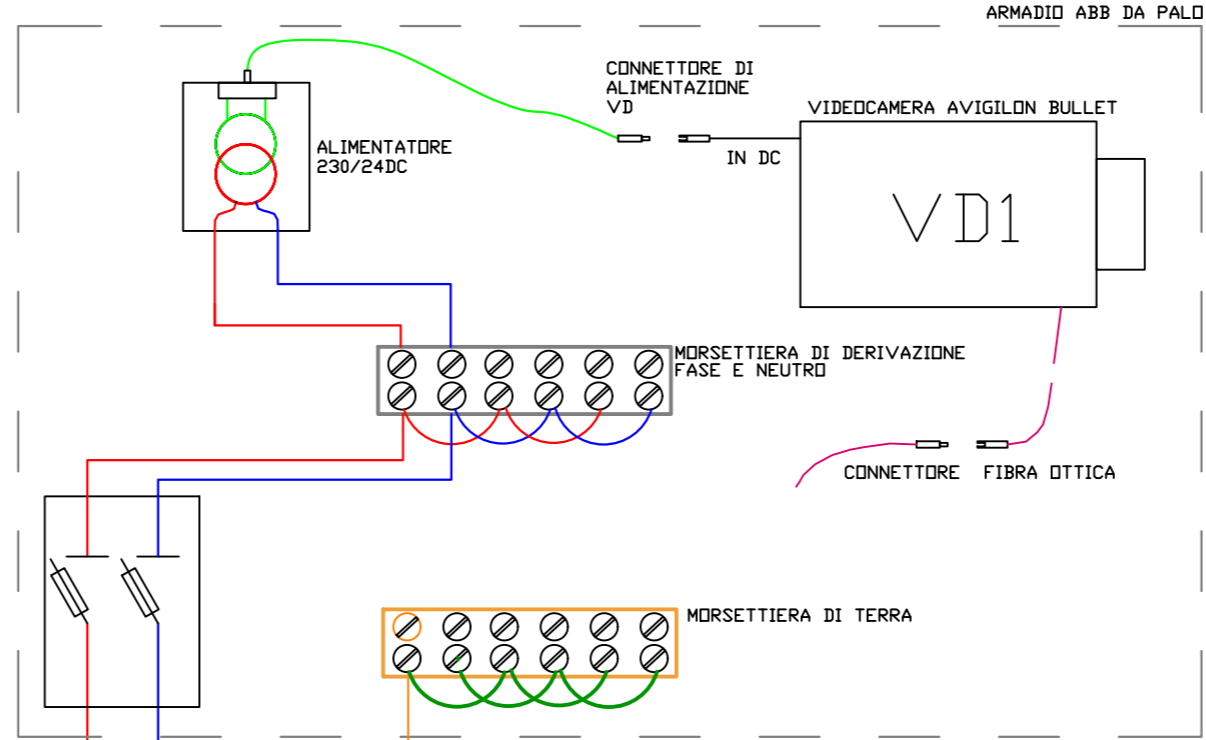 ARMADIO ABB DA PALO
CONNETTORE DI
ALIMENTAZIONE
VD
VIDEOCAMERA AVIGILON BULLET
ALIMENTATORE
230/24DC
IN DC
VD1
MORSETTIERA DI DERIVAZIONE
FASE E NEUTRO
CONNETTORE FIBRA OTTICA
MORSETTIERA DI TERRA